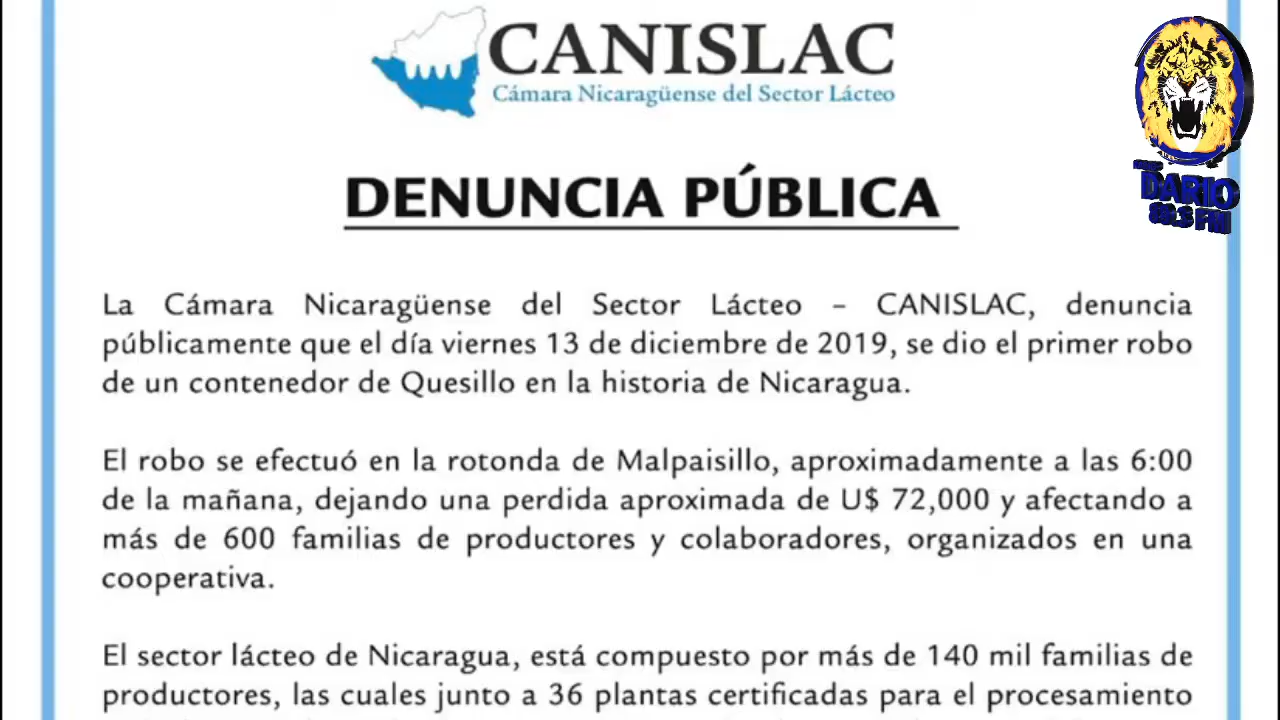 CANISLAC
Cámara Nicaragüense del Sector Lácteo
DENUNCIA PÚBLICA
La Cámara Nicaragüense del Sector Lácteo – CANISLAC, denuncia
públicamente que el día viernes 13 de diciembre de 2019, se dio el primer robo
de un contenedor de Quesillo en la historia de Nicaragua.
El robo se efectuó en la rotonda de Malpaisillo, aproximadamente a las 6:00
de la mañana, dejando una perdida aproximada de U$ 72,000 y afectando a
más de 600 familias de productores y colaboradores, organizados en una
cooperativa.
El sector lácteo de Nicaragua, está compuesto por más de 140 mil familias de
productores, las cuales junto a 36 plantas certificadas para el procesamiento
DARIO
FM